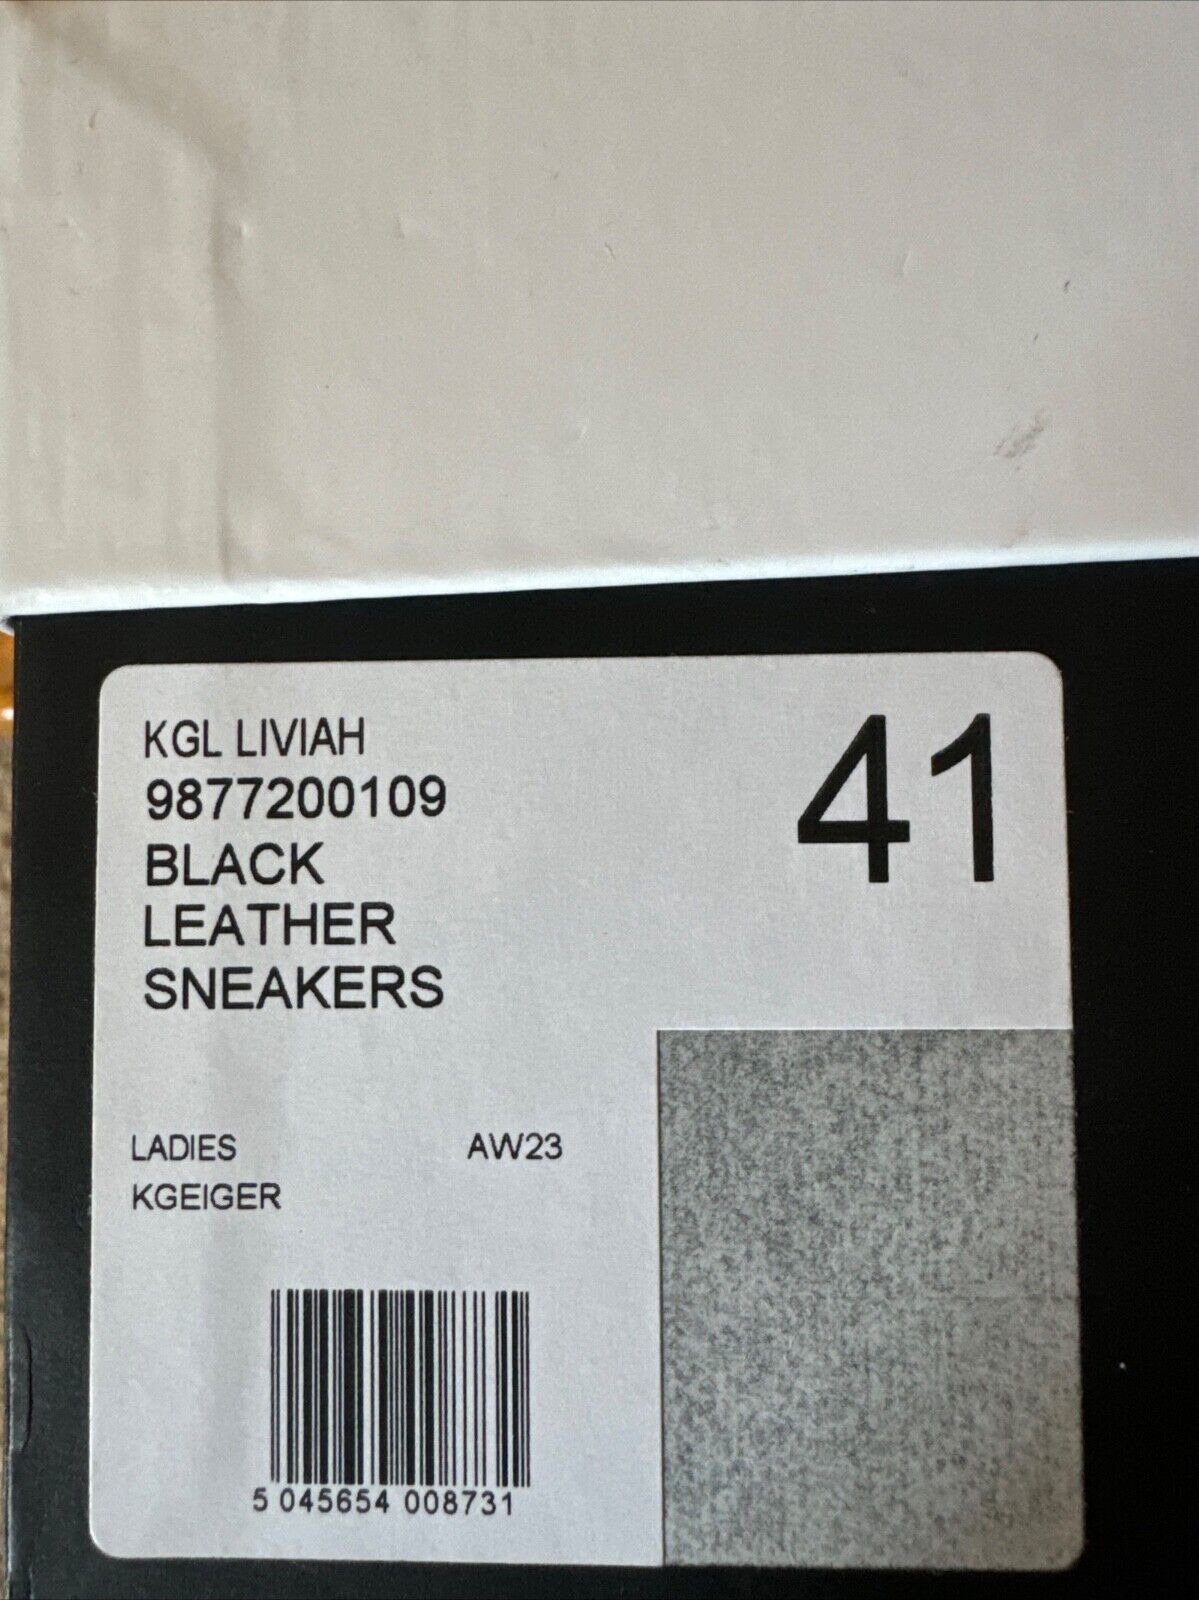 KGL LIVIAH
9877200109
BLACK
LEATHER
SNEAKERS
41
LADIES AW23
KGEIGER
5 045654 008731